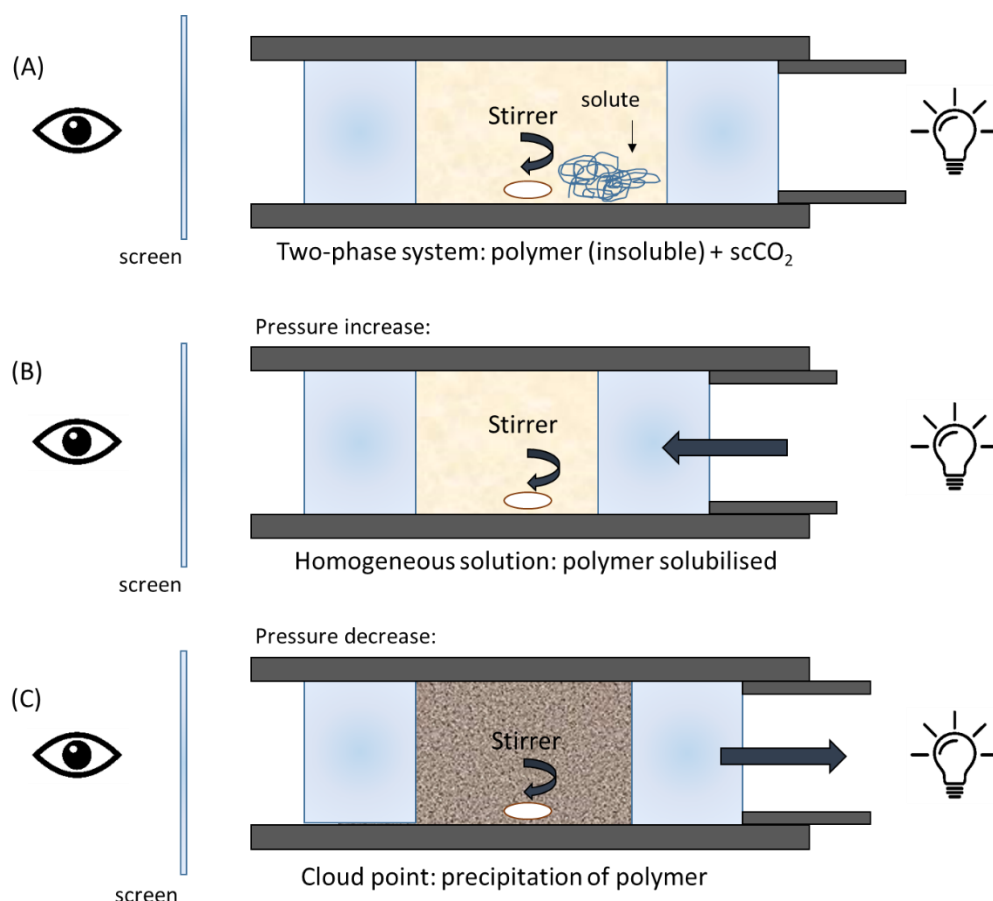 (A)
solute
Stirrer
screen
Two-phase system: polymer (insoluble) + scCO₂
Pressure increase:
(B)
Stirrer
Homogeneous solution: polymer solubilised
screen
Pressure decrease:
(C)
Stirrer
Cloud point: precipitation of polymer
screen